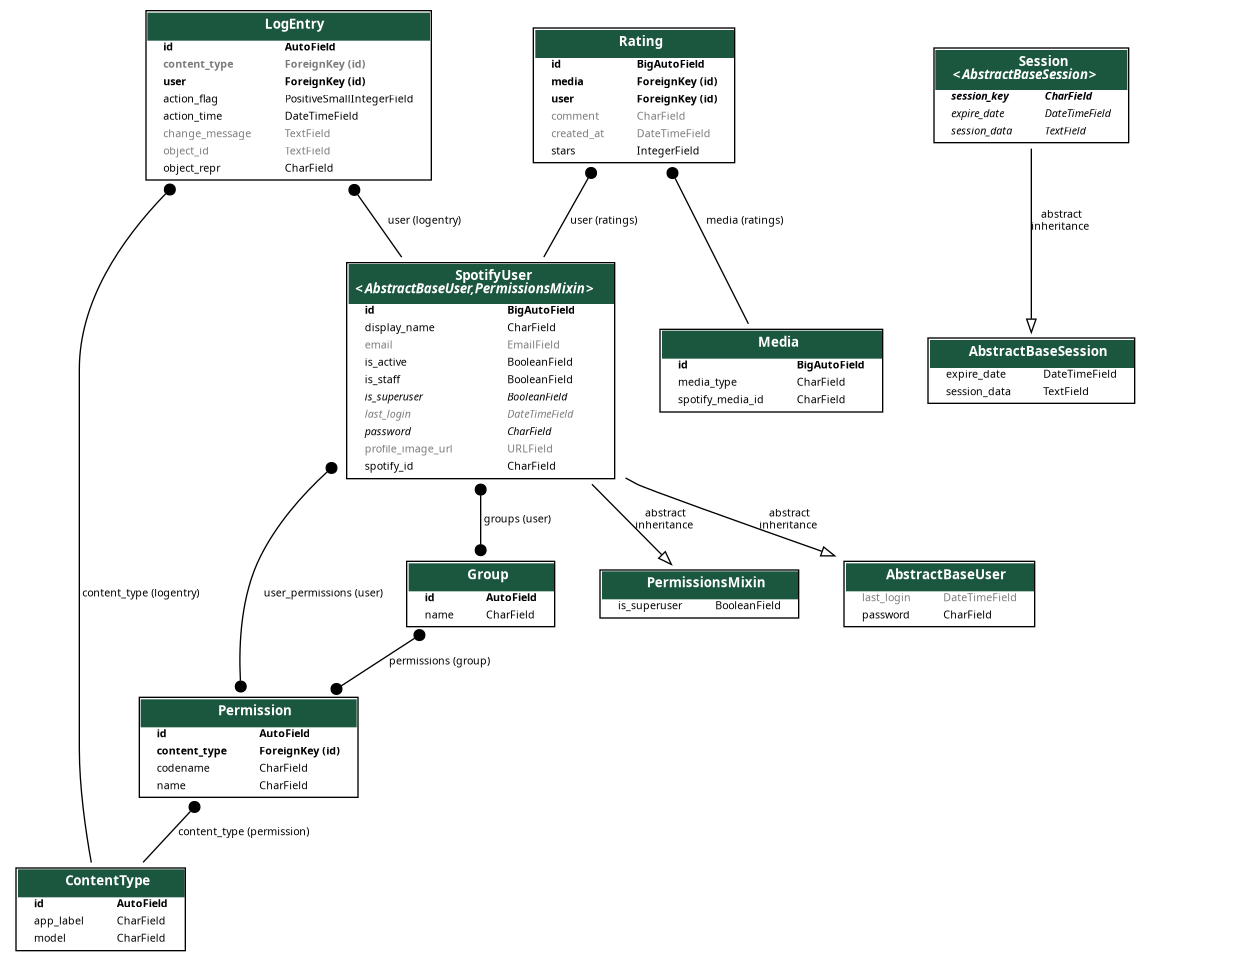 LogEntry
id AutoField
content_type ForeignKey (id)
user ForeignKey (id)
action_flag PositiveSmallIntegerField
action_time DateTimeField
change_message TextField
object_id TextField
object_repr CharField
Rating
id BigAutoField
media ForeignKey (id)
user ForeignKey (id)
comment CharField
created_at DateTimeField
stars IntegerField
Session
<AbstractBaseSession>
session_key CharField
expire_date DateTimeField
session_data TextField
user (logentry)
user (ratings)
media (ratings)
abstract
inheritance
SpotifyUser
<AbstractBaseUser,PermissionsMixin>
id BigAutoField
display_name CharField
email EmailField
is_active BooleanField
is_staff BooleanField
is_superuser BooleanField
last_login DateTimeField
password CharField
profile_image_url URLField
spotify_id CharField
Media
id BigAutoField
media_type CharField
spotify_media_id CharField
AbstractBaseSession
expire_date DateTimeField
session_data TextField
groups (user)
abstract
inheritance
abstract
inheritance
content_type (logentry)
user_permissions (user)
Group
id AutoField
name CharField
PermissionsMixin
is_superuser BooleanField
AbstractBaseUser
last_login DateTimeField
password CharField
permissions (group)
Permission
id AutoField
content_type ForeignKey (id)
codename CharField
name CharField
content_type (permission)
ContentType
id AutoField
app_label CharField
model CharField